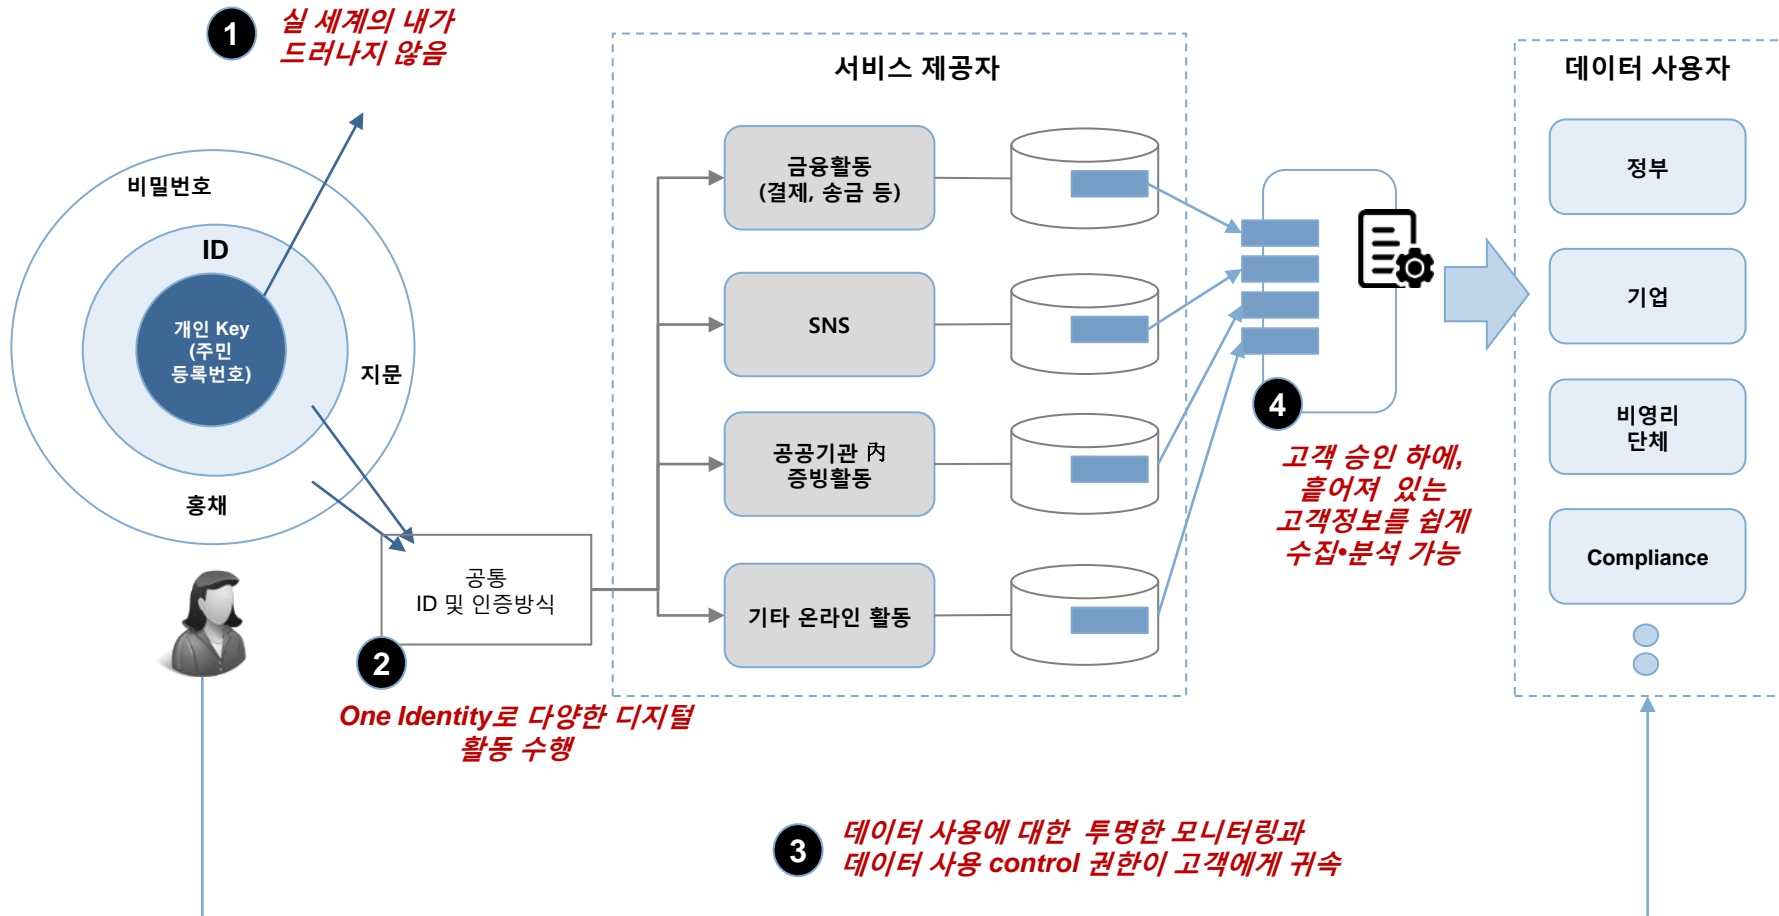 1
실 세계의 내가
드러나지 않음
서비스 제공자
데이터 사용자
비밀번호
ID
개인 Key
(주민
등록번호)
지문
홍채
공통
ID 및 인증방식
2
One Identity로 다양한 디지털
활동 수행
금융활동
(결제, 송금 등)
SNS
공공기관 內
증빙활동
기타 온라인 활동
4
고객 승인 하에,
흩어져 있는
고객정보를 쉽게
수집•분석 가능
정부
기업
비영리
단체
Compliance
3
데이터 사용에 대한 투명한 모니터링과
데이터 사용 control 권한이 고객에게 귀속